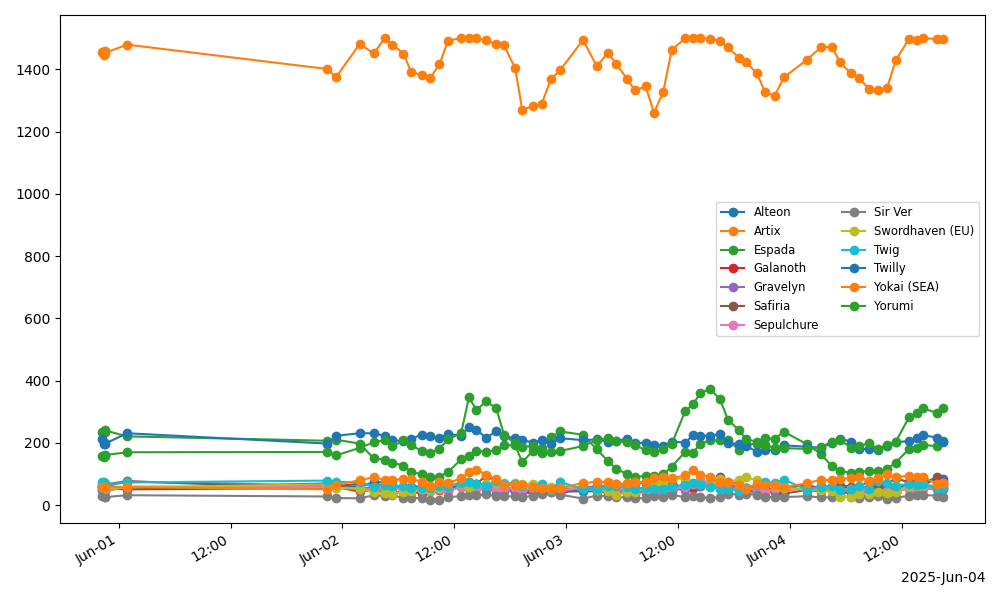 1400
1200
1000
800
600
400
200
0
Alteon
Artix
Espada
Galanoth
Gravelyn
Safiria
Sepulchure
Sir Ver
Swordhaven (EU)
Twig
Twilly
Yokai (SEA)
Yorumi
Jun-01
12:00
Jun-02
12:00
Jun-03
12:00
Jun-04
12:00
2025-Jun-04